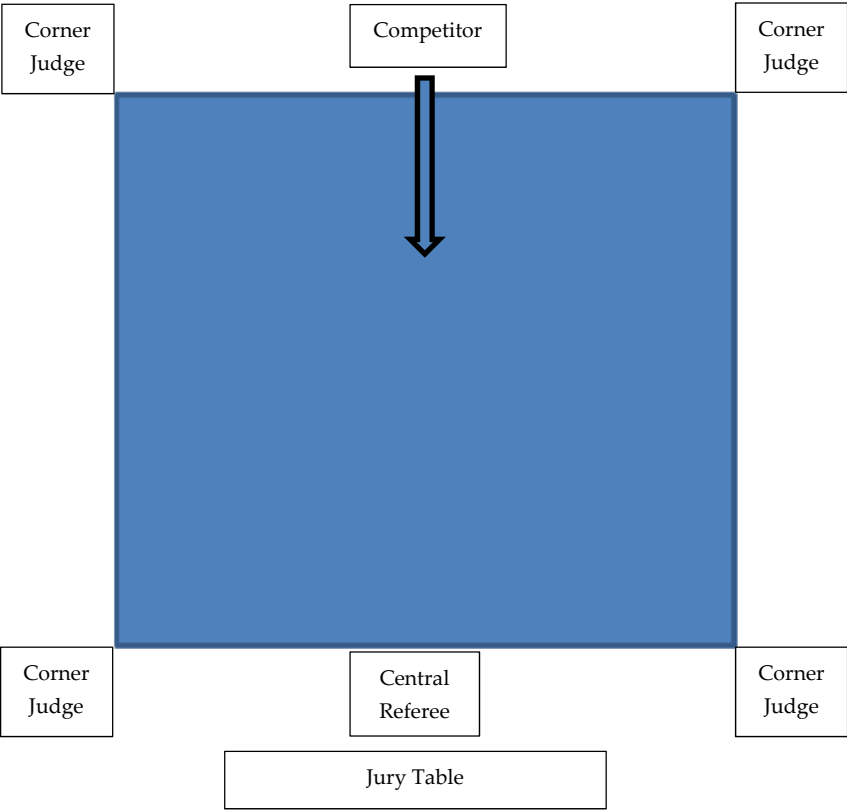 Corner
Judge
Competitor
Corner
Judge
Corner
Judge
Central
Referee
Corner
Judge
Jury Table